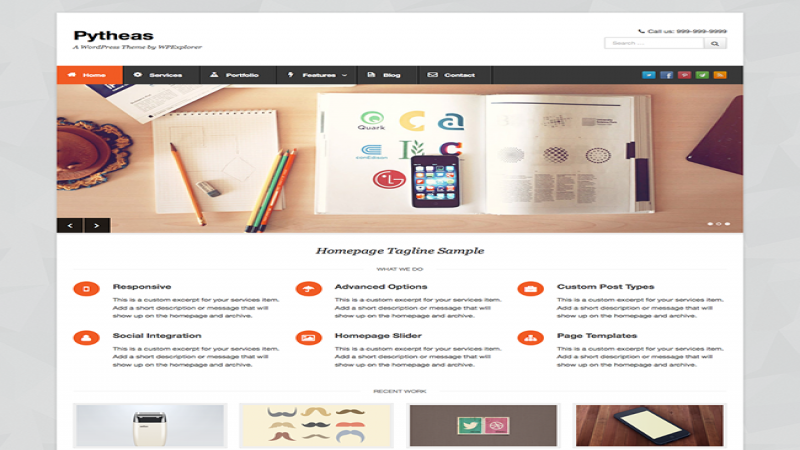 Pytheas
A WordPress Theme by WPExplorer
Call us: 999-999-9999
Search ...
Home
Services
Portfolio
Features
Blog
Contact
Quark
LG
Homepage Tagline Sample
WHAT WE DO
Responsive
This is a custom excerpt for your services item.
Add a short description or message that will
show up on the homepage and archive.
Advanced Options
This is a custom excerpt for your services item.
Add a short description or message that will
show up on the homepage and archive.
Custom Post Types
This is a custom excerpt for your services item.
Add a short description or message that will
show up on the homepage and archive.
Social Integration
This is a custom excerpt for your services item.
Add a short description or message that will
show up on the homepage and archive.
Homepage Slider
This is a custom excerpt for your services item.
Add a short description or message that will
show up on the homepage and archive.
Page Templates
This is a custom excerpt for your services item.
Add a short description or message that will
show up on the homepage and archive.
RECENT WORK